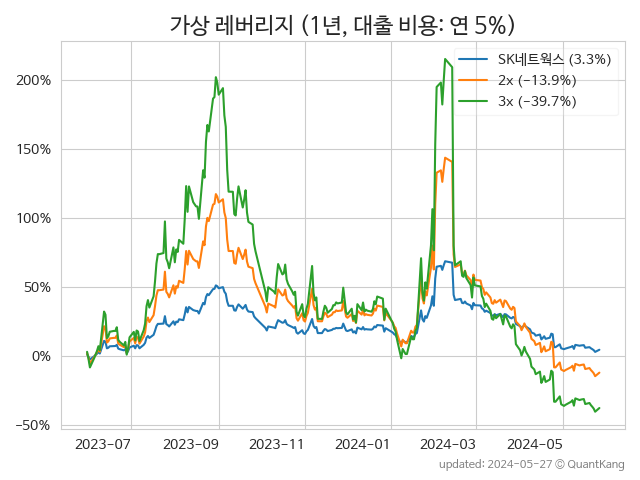 가상 레버리지 (1년, 대출 비용: 연 5%)
SK네트웍스 (3.3%)
2x (−13.9%)
3x (−39.7%)
200%
150%
100%
50%
0%
−50%
2023-07
2023-09
2023-11
2024-01
2024-03
2024-05
updated: 2024-05-27 © QuantKang